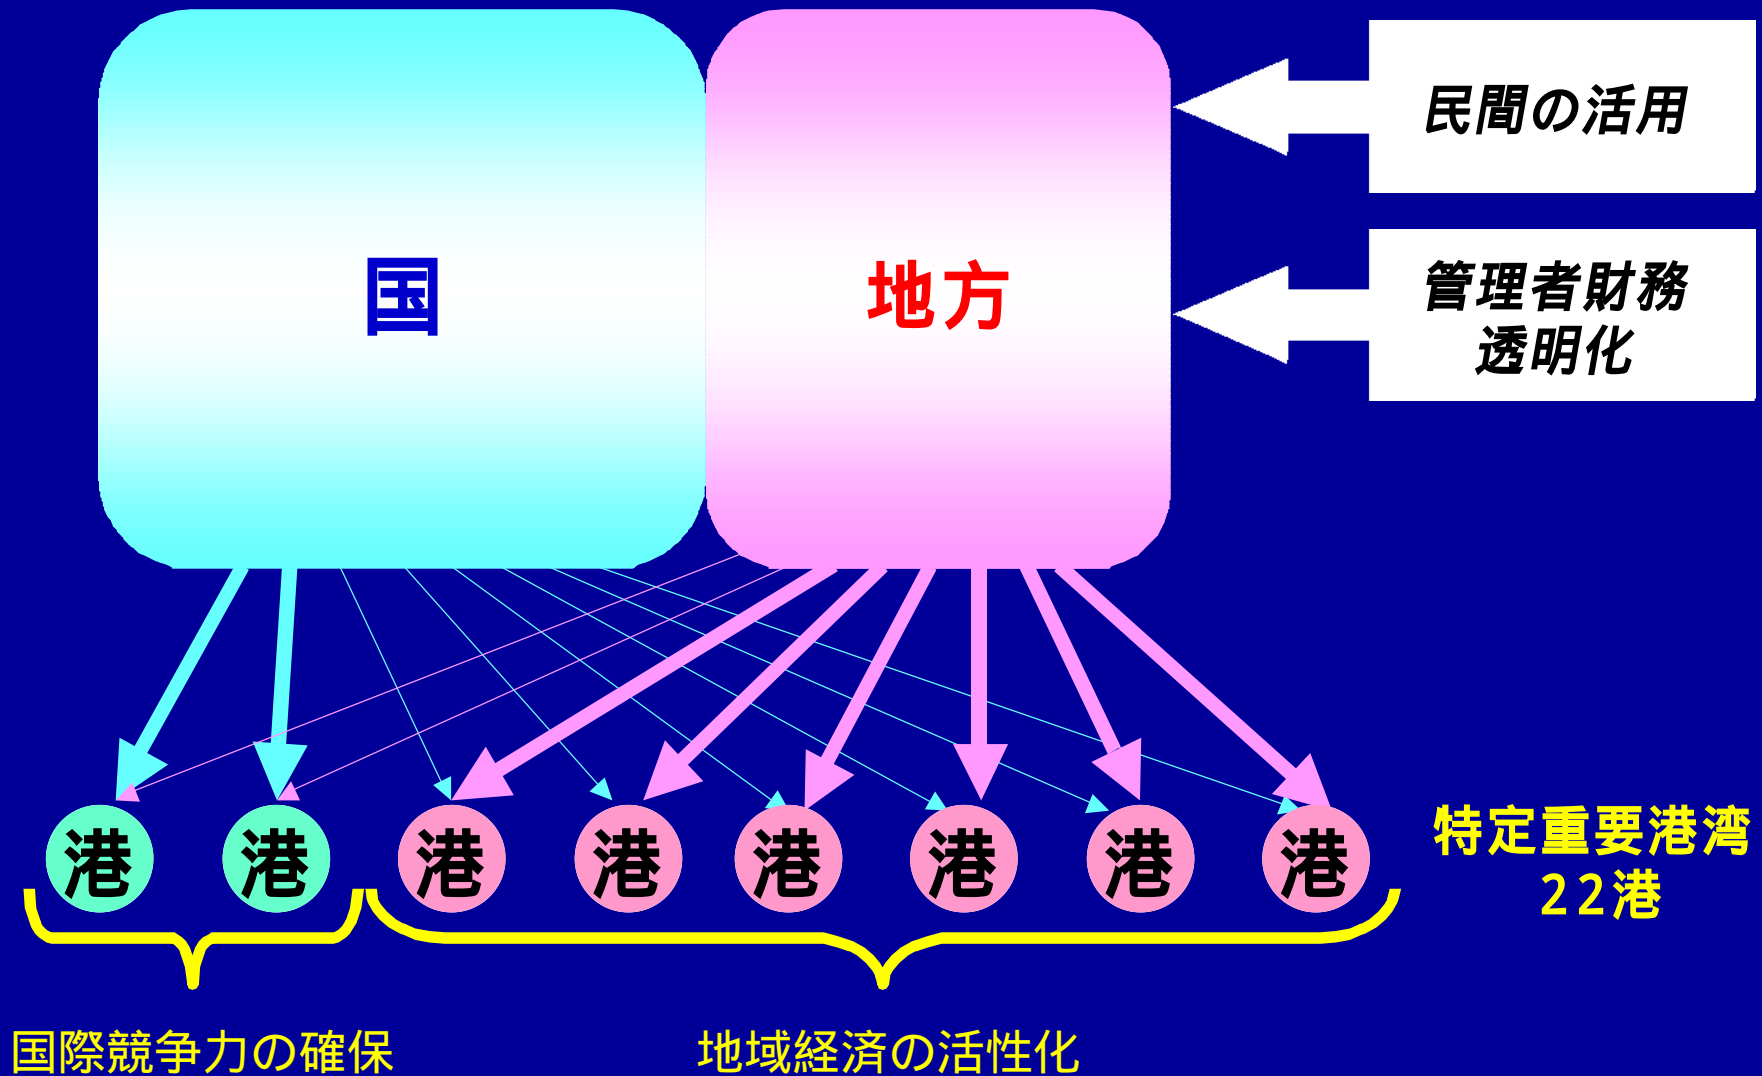 国
地方
民間の活用
管理者財務
透明化
港
港
港
港
港
港
港
港
特定重要港湾
22港
国際競争力の確保
地域経済の活性化